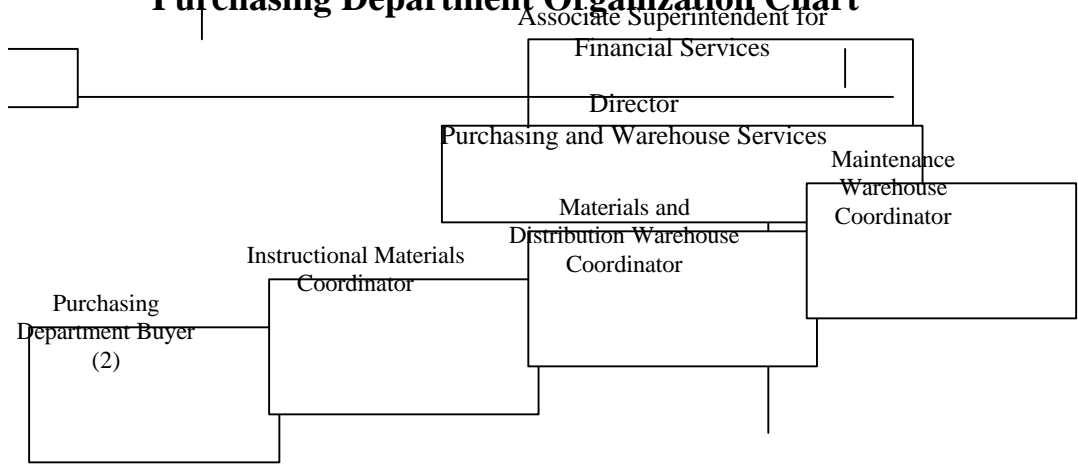 Purchasing Department Organization Chart
Associate Superintendent for
Financial Services
Director
Purchasing and Warehouse Services
Maintenance
Warehouse
Coordinator
Materials and
Distribution Warehouse
Coordinator
Instructional Materials
Coordinator
Purchasing
Department Buyer
(2)